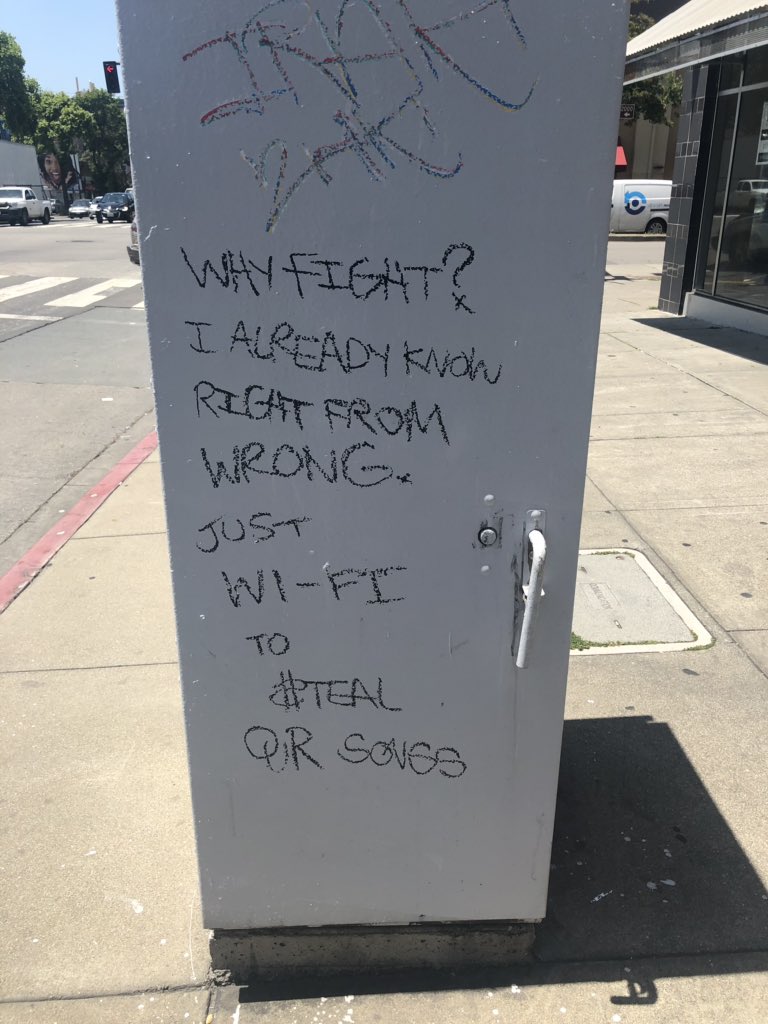 WHY FIGHT?
I ALREADY KNOW
RIGHT FROM
WRONG.
JUST
WI-FI
TO
#TEAL
OUR SONGS